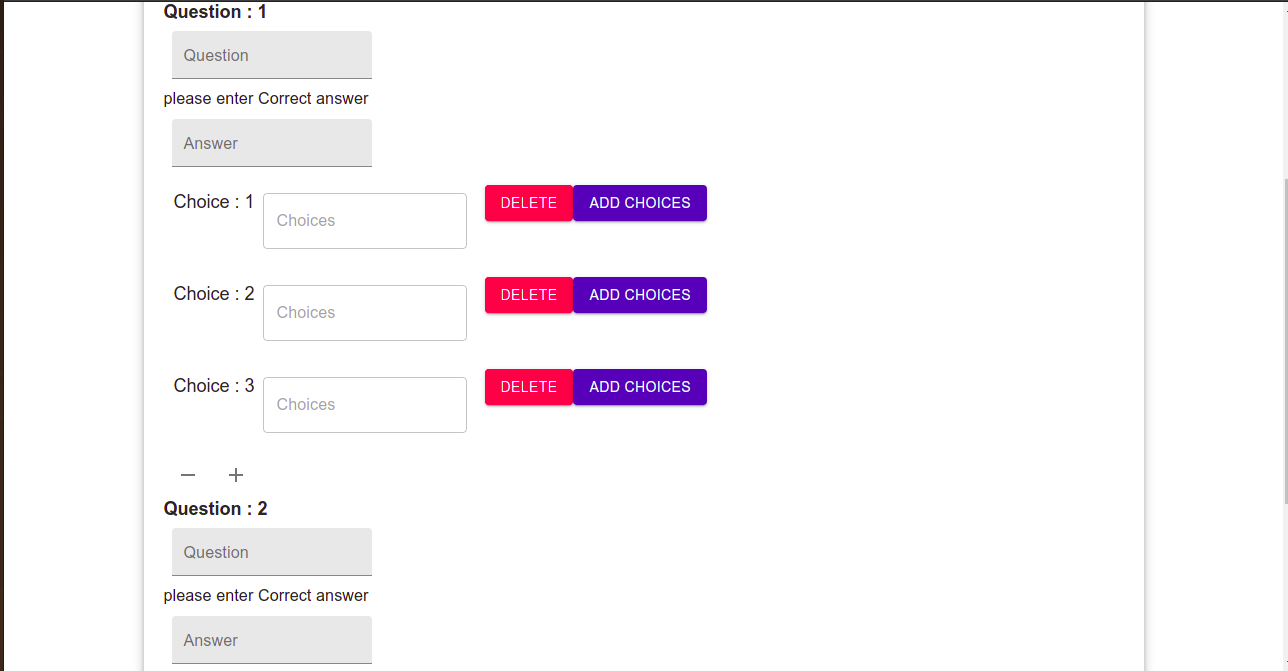 Question : 1
Question
please enter Correct answer
Answer
Choice : 1 Choices DELETE ADD CHOICES
Choice : 2 Choices DELETE ADD CHOICES
Choice : 3 Choices DELETE ADD CHOICES
− +
Question : 2
Question
please enter Correct answer
Answer